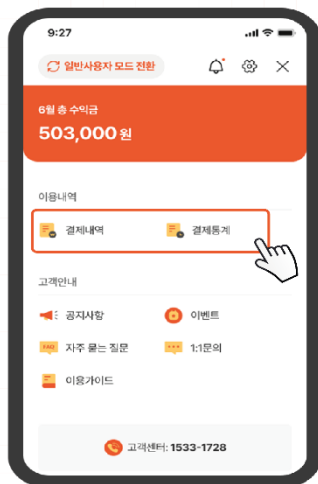 9:27
일반사용자 모드 전환
6월 총 수익금
503,000 원
이용내역
결제내역 결제통계
고객안내
공지사항 이벤트
FAQ 자주 묻는 질문 1:1문의
이용가이드
고객센터: 1533-1728